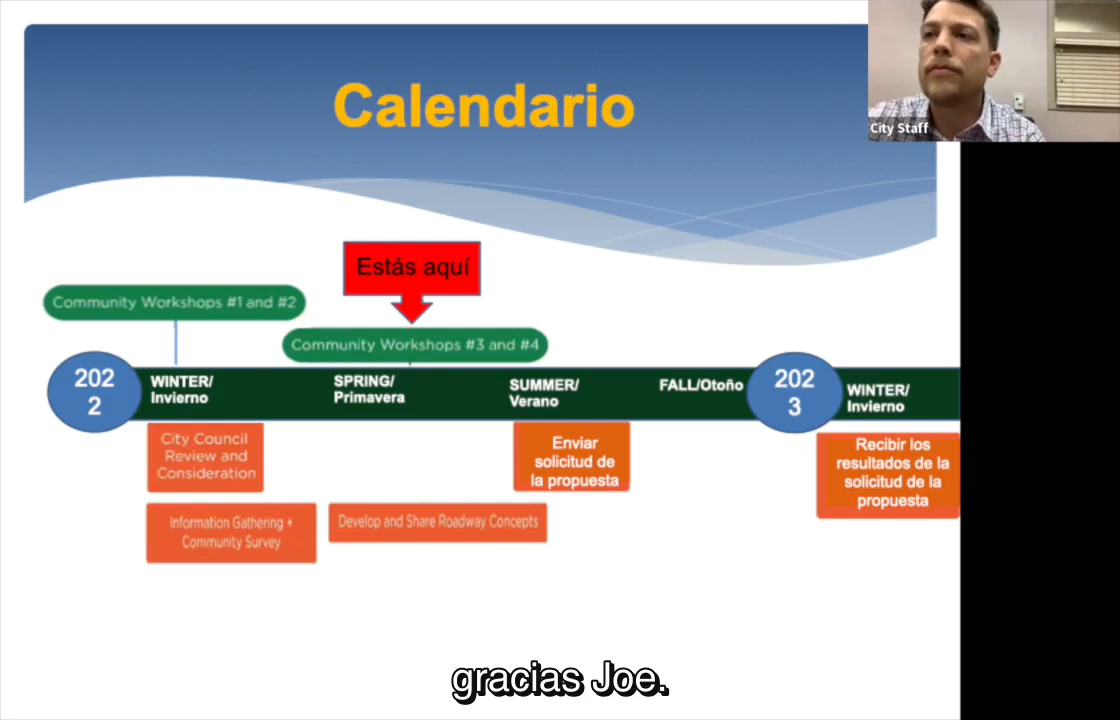 Calendario
City Staff
Estás aquí
Community Workshops #1 and #2
Community Workshops #3 and #4
202
2
WINTER/
Invierno
SPRING/
Primavera
SUMMER/
Verano
FALL/Otoño
202
3
WINTER/
Invierno
City Council
Review and
Consideration
Enviar
solicitud de
la propuesta
Recibir los
resultados de la
solicitud de la
propuesta
Information Gathering +
Community Survey
Develop and Share Roadway Concepts
gracias Joe.